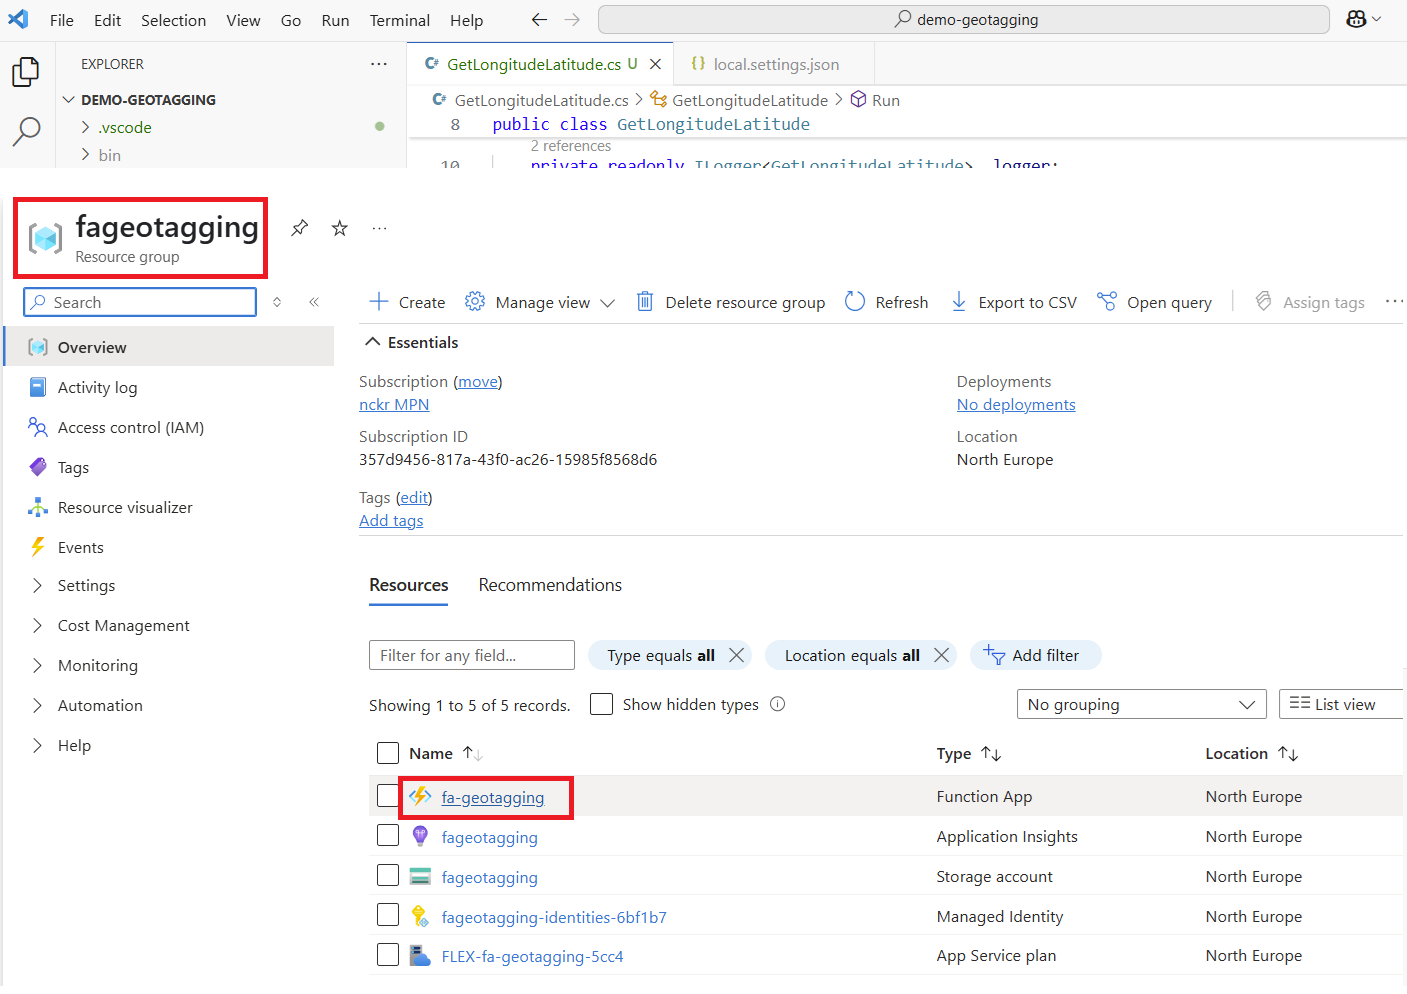 File Edit Selection View Go Run Terminal Help demo-geotagging
EXPLORER ···
GetLongitudeLatitude.cs U
local.settings.json
DEMO-GEOTAGGING
.vscode
bin
GetLongitudeLatitude.cs > GetLongitudeLatitude > Run
8 public class GetLongitudeLatitude
2 references
10 private readonly ILogger<GetLongitudeLatitude> _logger;
fageotagging
Resource group
Search
Create Manage view Delete resource group Refresh Export to CSV Open query Assign tags ···
Overview
Activity log
Access control (IAM)
Tags
Resource visualizer
Events
Settings
Cost Management
Monitoring
Automation
Help
Essentials
Subscription (move)
nckr MPN
Subscription ID
357d9456-817a-43f0-ac26-15985f8568d6
Tags (edit)
Add tags
Deployments
No deployments
Location
North Europe
Resources Recommendations
Filter for any field... Type equals all Location equals all Add filter
Showing 1 to 5 of 5 records. Show hidden types No grouping List view
Name Type Location
fa-geotagging Function App North Europe
fageotagging Application Insights North Europe
fageotagging Storage account North Europe
fageotagging-identities-6bf1b7 Managed Identity North Europe
FLEX-fa-geotagging-5cc4 App Service plan North Europe